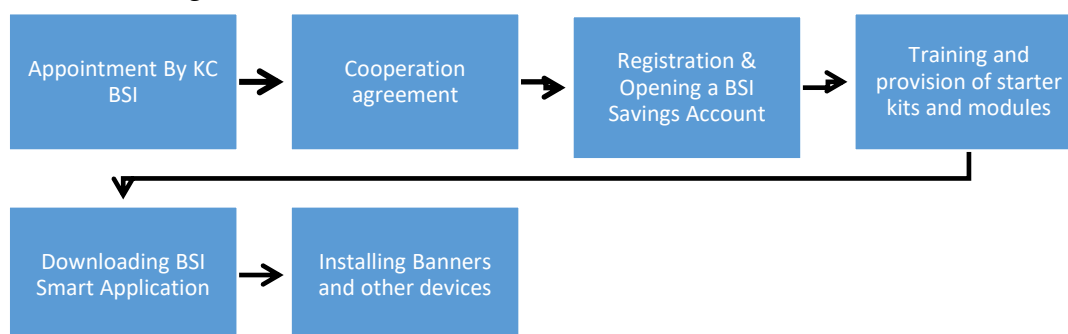 Appointment By KC
BSI
Cooperation
agreement
Registration &
Opening a BSI
Savings Account
Training and
provision of starter
kits and modules
Downloading BSI
Smart Application
Installing Banners
and other devices